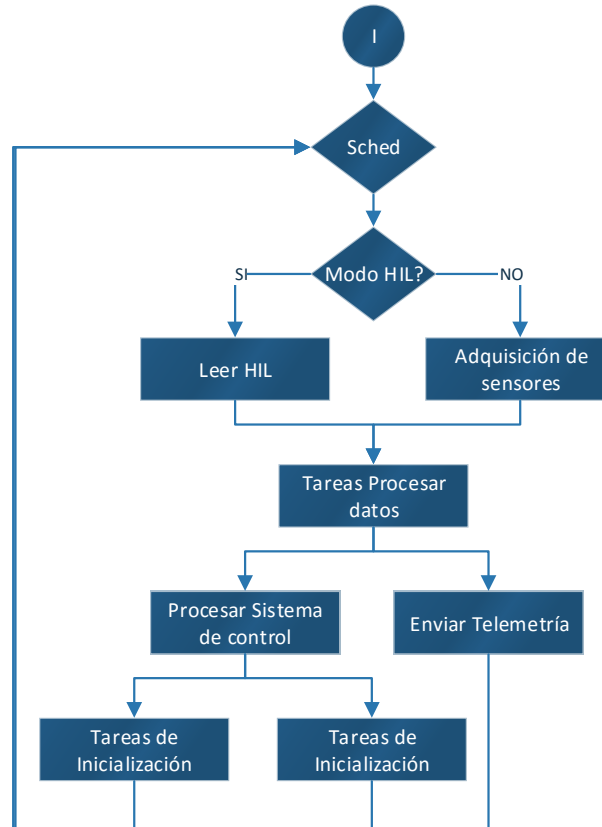 I
Sched
Modo HIL?
SI
NO
Leer HIL
Adquisición de
sensores
Tareas Procesar
datos
Procesar Sistema
de control
Enviar Telemetría
Tareas de
Inicialización
Tareas de
Inicialización